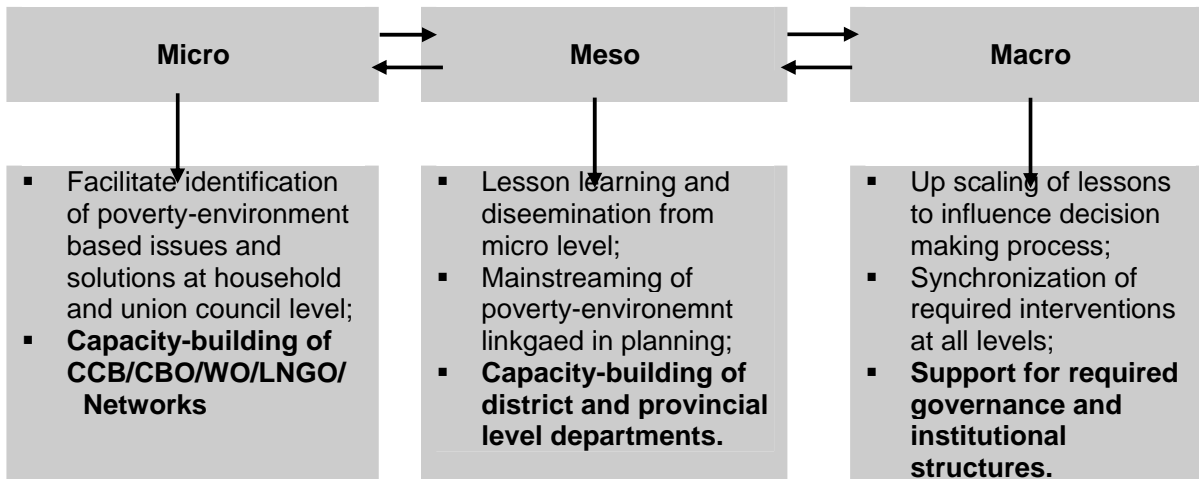 Micro
Meso
Macro
▪ Facilitate identification
of poverty-environment
based issues and
solutions at household
and union council level;
▪ Capacity-building of
CCB/CBO/WO/LNGO/
Networks
▪ Lesson learning and
diseemination from
micro level;
▪ Mainstreaming of
poverty-environemnt
linkgaed in planning;
▪ Capacity-building of
district and provincial
level departments.
▪ Up scaling of lessons
to influence decision
making process;
▪ Synchronization of
required interventions
at all levels;
▪ Support for required
governance and
institutional
structures.